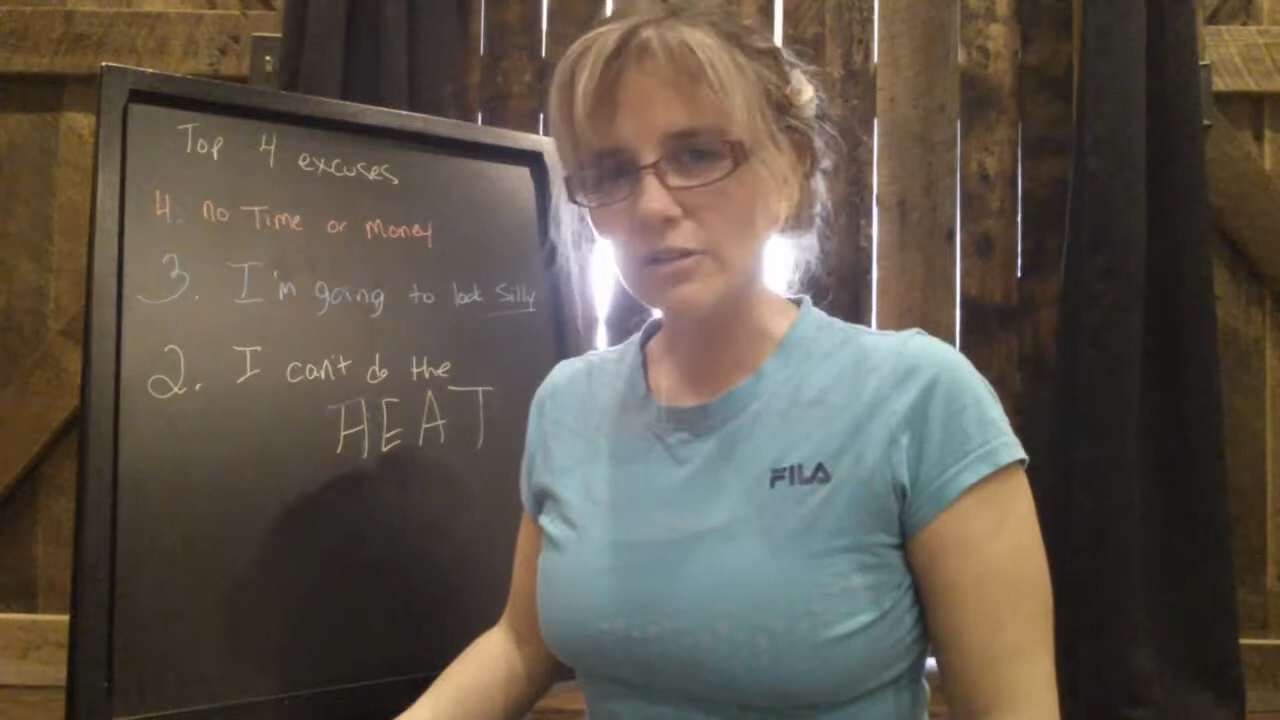 Top 4 excuses
4. no Time or Money
3. I'm going to look Silly
2. I can't do the
HEAT
FILA